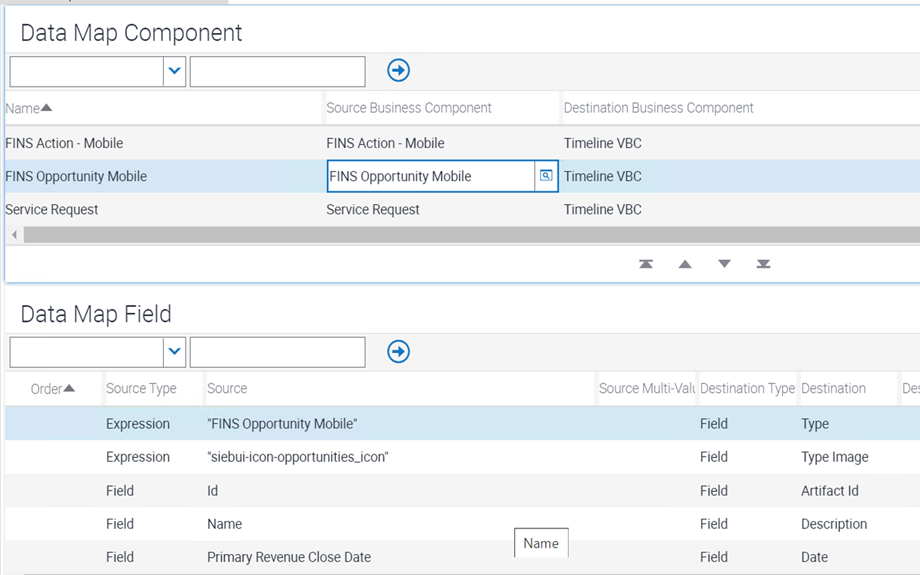 Data Map Component
Name Source Business Component Destination Business Component
FINS Action - Mobile FINS Action - Mobile Timeline VBC
FINS Opportunity Mobile FINS Opportunity Mobile Timeline VBC
Service Request Service Request Timeline VBC
Data Map Field
Order Source Type Source Source Multi-Valu Destination Type Destination Des
Expression "FINS Opportunity Mobile" Field Type
Expression "siebui-icon-opportunities_icon" Field Type Image
Field Id Field Artifact Id
Field Name Field Description
Name
Field Primary Revenue Close Date Field Date